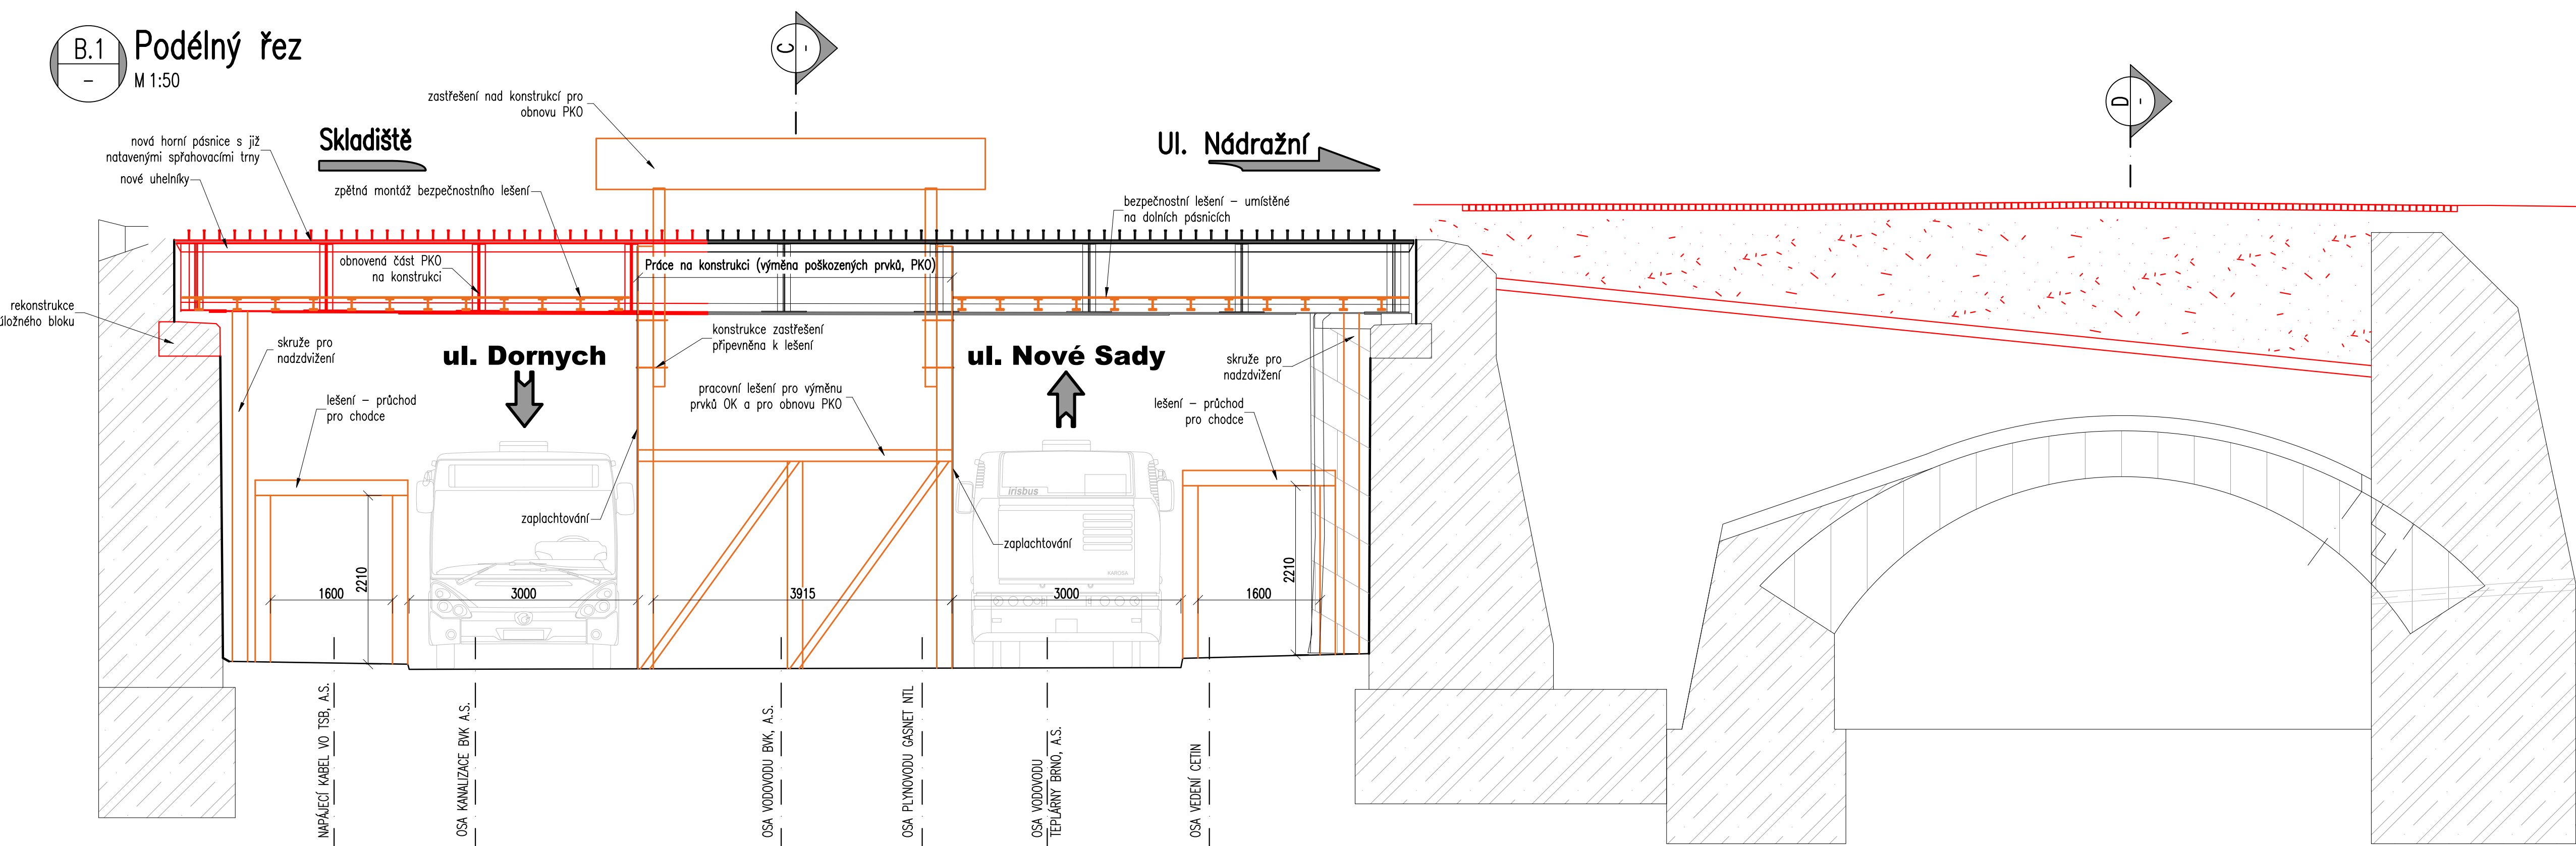 B.1
-
Podélný řez
M 1:50
C
-
D
-
zastřešení nad konstrukcí pro
obnovu PKO
nová horní pásnice s již
natavenými spřahovacími trny
nové uhelníky
Skladiště
zpětná montáž bezpečnostního lešení
Ul. Nádražní
bezpečnostní lešení - umístěné
na dolních pásnicích
obnovená část PKO
na konstrukci
Práce na konstrukci (výměna poškozených prvků, PKO)
rekonstrukce
úložného bloku
skruže pro
nadzdvižení
ul. Dornych
konstrukce zastřešení
připevněna k lešení
ul. Nové Sady
skruže pro
nadzdvižení
lešení - průchod
pro chodce
pracovní lešení pro výměnu
prvků OK a pro obnovu PKO
lešení - průchod
pro chodce
zaplachtování
zaplachtování
irisbus
KAROSA
2210
2210
1600
3000
3915
3000
1600
NAPÁJECÍ KABEL VO TSB, A.S.
OSA KANALIZACE BVK A.S.
OSA VODOVODU BVK, A.S.
OSA PLYNOVODU GASNET NTL
OSA VODOVODU
TEPLÁRNY BRNO, A.S.
OSA VEDENÍ CETIN